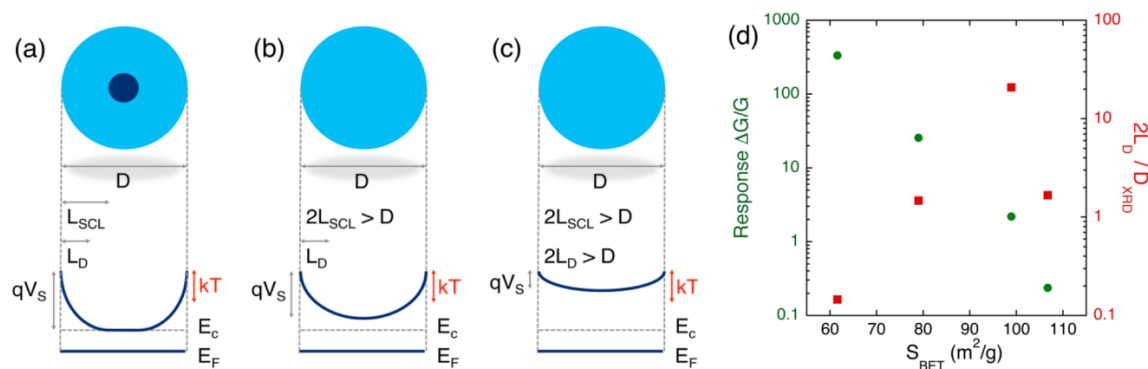 (a)
D
L_SCL
L_D
qV_S
kT
E_c
E_F
(b)
D
2L_SCL > D
L_D
qV_S
kT
E_c
E_F
(c)
D
2L_SCL > D
2L_D > D
qV_S
kT
E_c
E_F
(d)
1000
100
10
1
0.1
Response ΔG/G
100
10
1
0.1
2L_D / D_XRD
60 70 80 90 100 110
S_BET (m²/g)